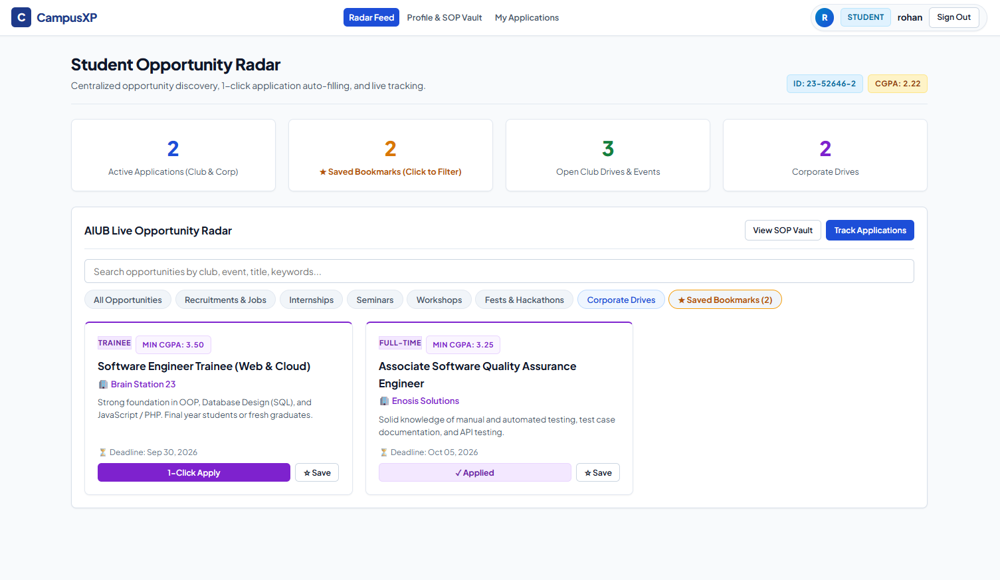 C CampusXP
Radar Feed Profile & SOP Vault My Applications
R STUDENT rohan Sign Out
Student Opportunity Radar
Centralized opportunity discovery, 1-click application auto-filling, and live tracking.
ID: 23-52646-2 CGPA: 2.22
2
Active Applications (Club & Corp)
2
★ Saved Bookmarks (Click to Filter)
3
Open Club Drives & Events
2
Corporate Drives
AIUB Live Opportunity Radar
View SOP Vault Track Applications
Search opportunities by club, event, title, keywords...
All Opportunities Recruitments & Jobs Internships Seminars Workshops Fests & Hackathons Corporate Drives ★ Saved Bookmarks (2)
TRAINEE MIN CGPA: 3.50
Software Engineer Trainee (Web & Cloud)
Brain Station 23
Strong foundation in OOP, Database Design (SQL), and
JavaScript / PHP. Final year students or fresh graduates.
Deadline: Sep 30, 2026
1-Click Apply ☆ Save
FULL-TIME MIN CGPA: 3.25
Associate Software Quality Assurance
Engineer
Enosis Solutions
Solid knowledge of manual and automated testing, test case
documentation, and API testing.
Deadline: Oct 05, 2026
✓ Applied ☆ Save